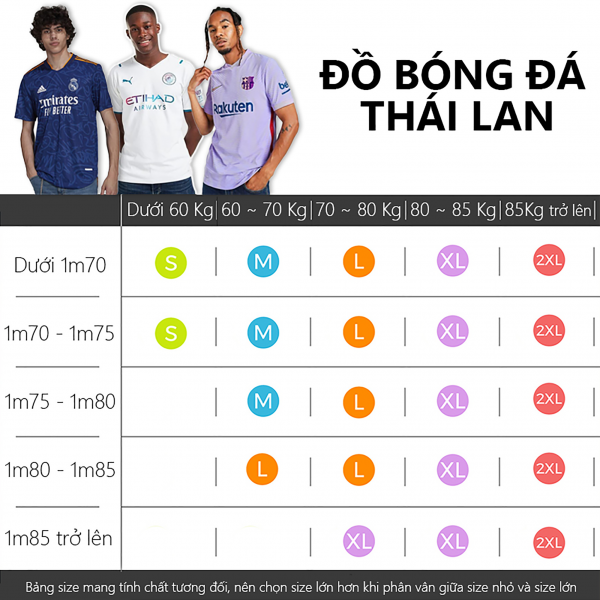 ĐỒ BÓNG ĐÁ
THÁI LAN
adidas
Emirates
FLY BETTER
PUMA
ETIHAD
AIRWAYS
Rakuten
Dưới 60 Kg 60 ~ 70 Kg 70 ~ 80 Kg 80 ~ 85 Kg 85Kg trở lên
Dưới 1m70 S M L XL 2XL
1m70 - 1m75 S M L XL 2XL
1m75 - 1m80 M L XL 2XL
1m80 - 1m85 L L XL 2XL
1m85 trở lên XL XL 2XL
Bảng size mang tính chất tương đối, nên chọn size lớn hơn khi phân vân giữa size nhỏ và size lớn